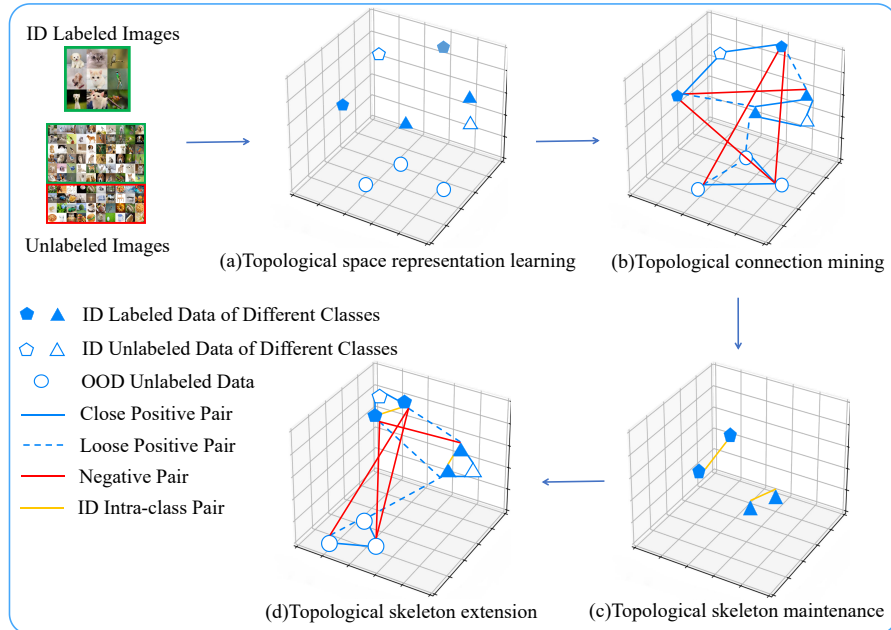 ID Labeled Images
Unlabeled Images
(a)Topological space representation learning
(b)Topological connection mining
ID Labeled Data of Different Classes
ID Unlabeled Data of Different Classes
OOD Unlabeled Data
Close Positive Pair
Loose Positive Pair
Negative Pair
ID Intra-class Pair
(d)Topological skeleton extension
(c)Topological skeleton maintenance